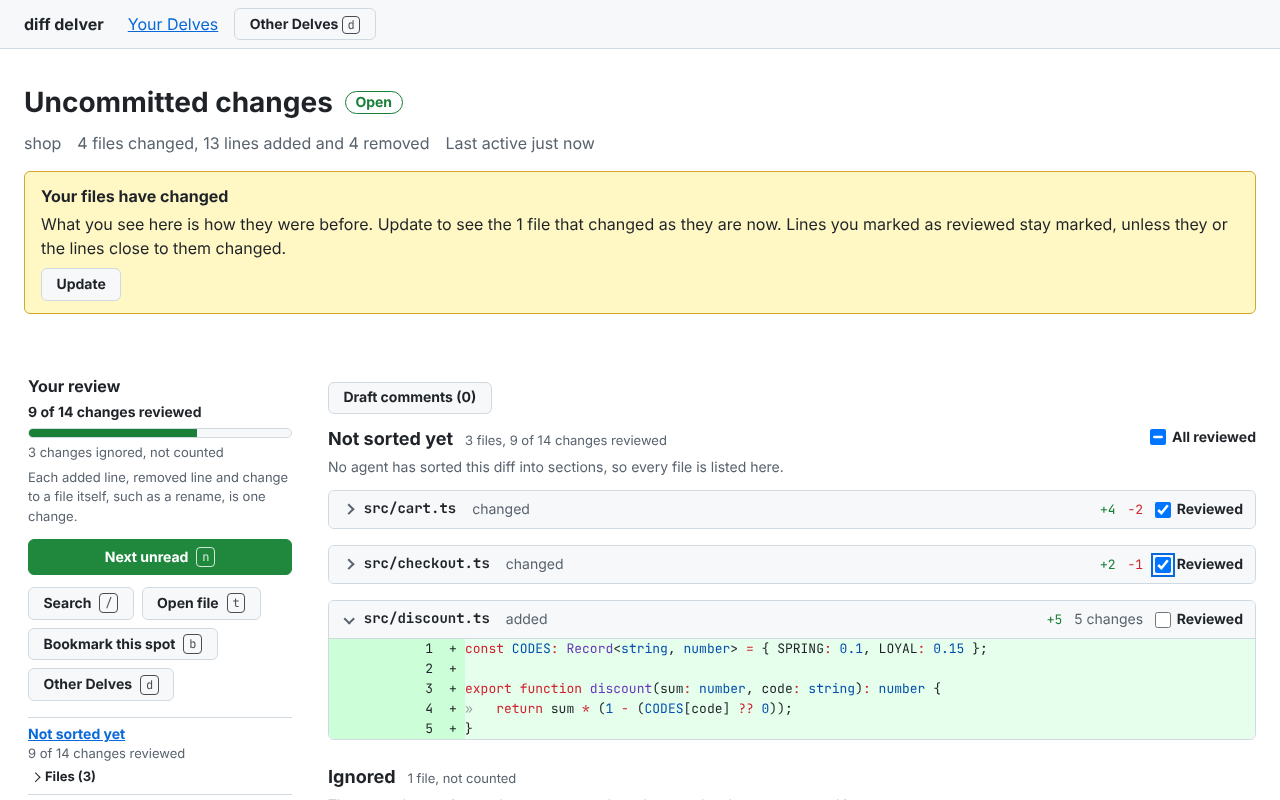 diff delver Your Delves Other Delves d
Uncommitted changes Open
shop 4 files changed, 13 lines added and 4 removed Last active just now
Your files have changed
What you see here is how they were before. Update to see the 1 file that changed as they are now. Lines you marked as reviewed stay marked, unless they or
the lines close to them changed.
Update
Your review
9 of 14 changes reviewed
3 changes ignored, not counted
Each added line, removed line and change
to a file itself, such as a rename, is one
change.
Next unread n
Search / Open file t
Bookmark this spot b
Other Delves d
Not sorted yet
9 of 14 changes reviewed
Files (3)
Draft comments (0)
Not sorted yet 3 files, 9 of 14 changes reviewed All reviewed
No agent has sorted this diff into sections, so every file is listed here.
src/cart.ts changed +4 -2 Reviewed
src/checkout.ts changed +2 -1 Reviewed
src/discount.ts added +5 5 changes Reviewed
1 + const CODES: Record<string, number> = { SPRING: 0.1, LOYAL: 0.15 };
2 +
3 + export function discount(sum: number, code: string): number {
4 + » return sum * (1 - (CODES[code] ?? 0));
5 + }
Ignored 1 file, not counted